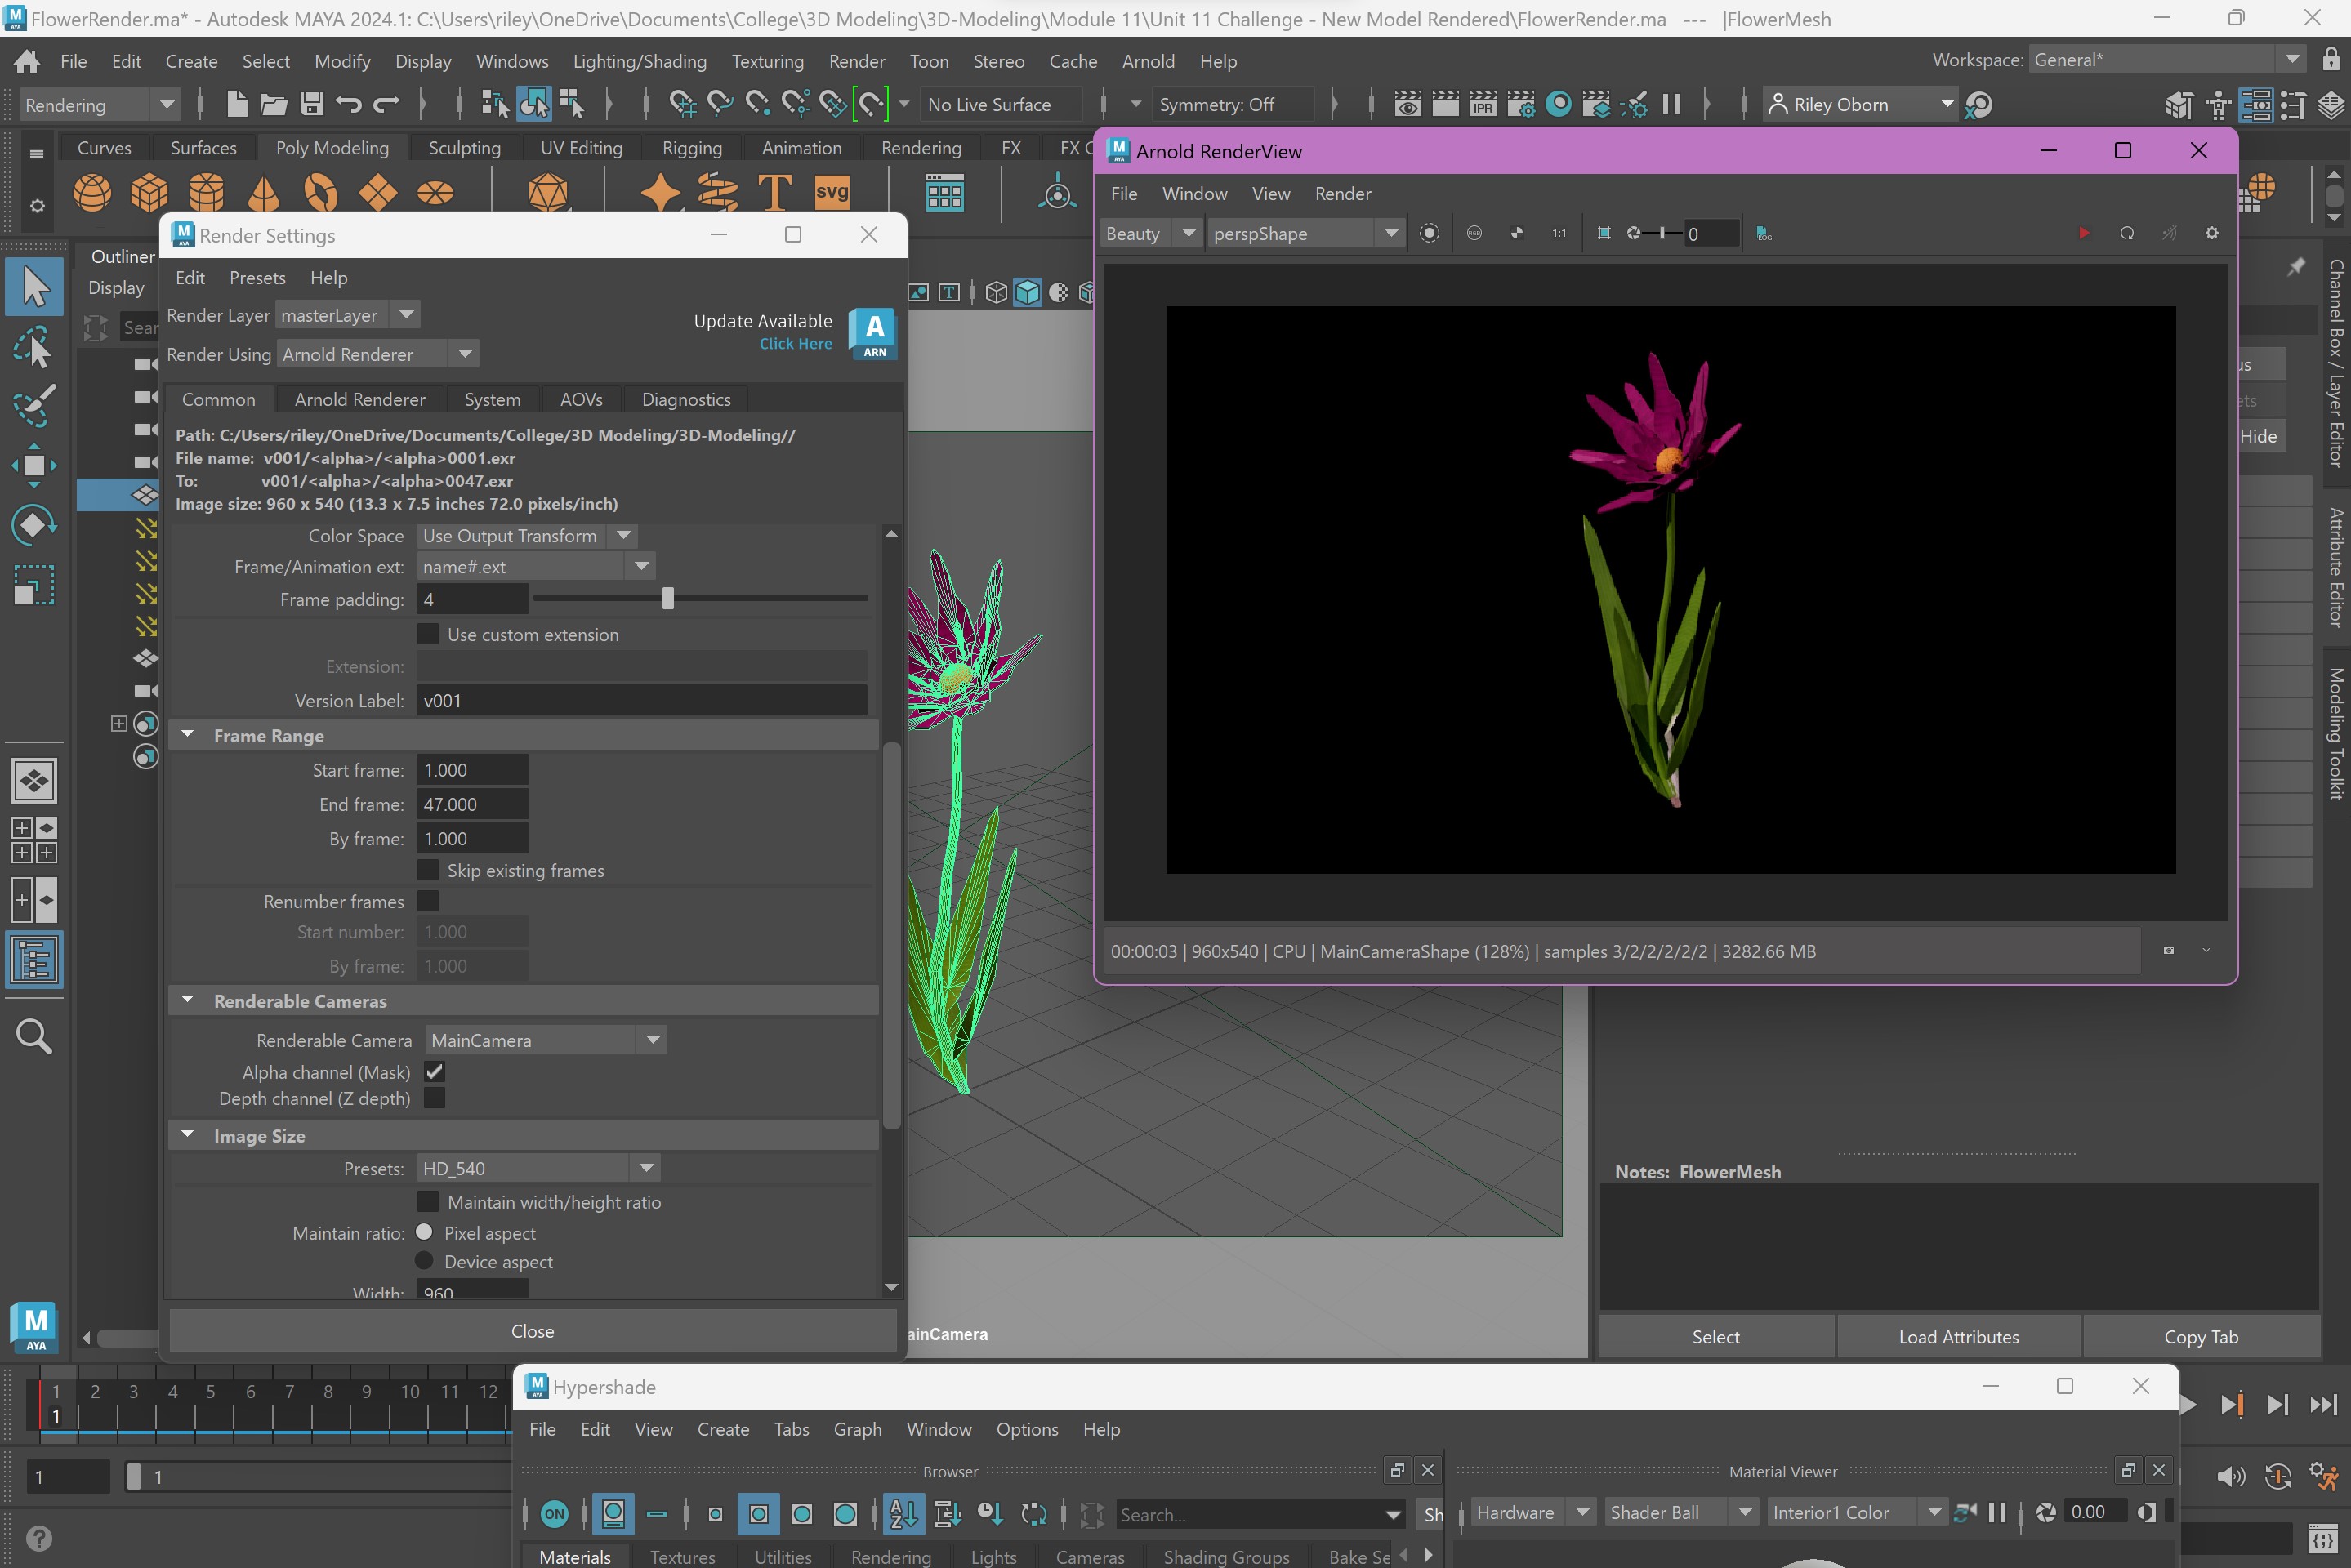 FlowerRender.ma* - Autodesk MAYA 2024.1: C:\Users\riley\OneDrive\Documents\College\3D Modeling\3D-Modeling\Module 11\Unit 11 Challenge - New Model Rendered\FlowerRender.ma --- |FlowerMesh
File Edit Create Select Modify Display Windows Lighting/Shading Texturing Render Toon Stereo Cache Arnold Help
Workspace: General*
Rendering
No Live Surface
Symmetry: Off
IPR
Riley Oborn
Curves Surfaces Poly Modeling Sculpting UV Editing Rigging Animation Rendering FX FX C
T svg
Arnold RenderView
File Window View Render
Beauty perspShape 1:1 0 LOG
00:00:03 | 960x540 | CPU | MainCameraShape (128%) | samples 3/2/2/2/2/2 | 3282.66 MB
Outliner
Display
Sear
Render Settings
Edit Presets Help
Render Layer masterLayer
Render Using Arnold Renderer
Update Available
Click Here
A
ARN
Common Arnold Renderer System AOVs Diagnostics
Path: C:/Users/riley/OneDrive/Documents/College/3D Modeling/3D-Modeling//
File name: v001/<alpha>/<alpha>0001.exr
To: v001/<alpha>/<alpha>0047.exr
Image size: 960 x 540 (13.3 x 7.5 inches 72.0 pixels/inch)
Color Space Use Output Transform
Frame/Animation ext: name#.ext
Frame padding: 4
Use custom extension
Extension:
Version Label: v001
Frame Range
Start frame: 1.000
End frame: 47.000
By frame: 1.000
Skip existing frames
Renumber frames
Start number: 1.000
By frame: 1.000
Renderable Cameras
Renderable Camera MainCamera
Alpha channel (Mask)
Depth channel (Z depth)
Image Size
Presets: HD_540
Maintain width/height ratio
Maintain ratio: Pixel aspect
Device aspect
Width: 960
Close
ainCamera
us
ets
Hide
Channel Box / Layer Editor
Attribute Editor
Modeling Toolkit
Notes: FlowerMesh
Select Load Attributes Copy Tab
M
AYA
1 2 3 4 5 6 7 8 9 10 11 12
1
1 1
Hypershade
File Edit View Create Tabs Graph Window Options Help
Browser
Material Viewer
ON
Search...
Sh
Hardware Shader Ball Interior1 Color 0.00
Materials Textures Utilities Rendering Lights Cameras Shading Groups Bake Se